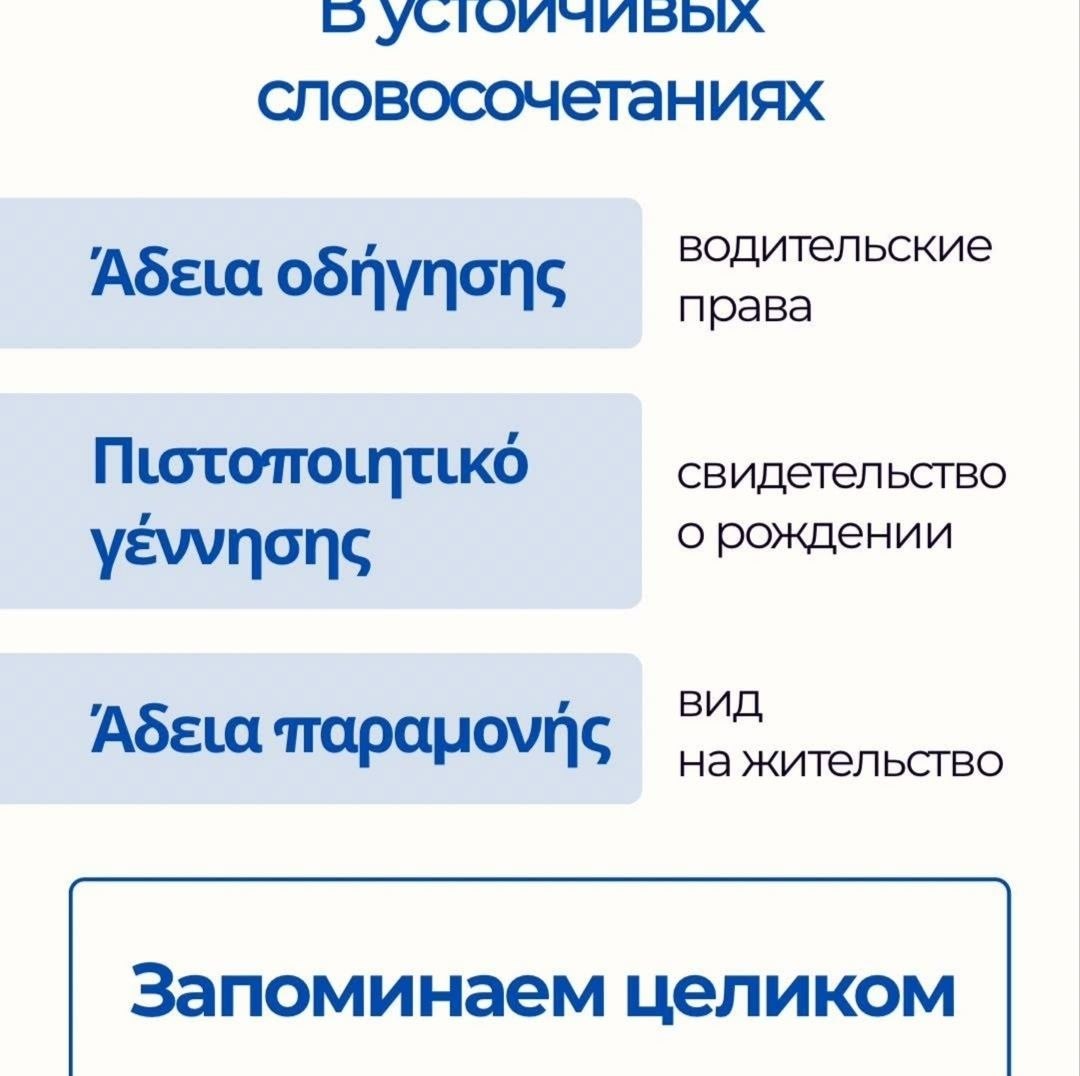 В устойчивых
словосочетаниях
Άδεια οδήγησης
водительские
права
Πιστοποιητικό
γέννησης
свидетельство
о рождении
Άδεια παραμονής
вид
на жительство
Запоминаем целиком